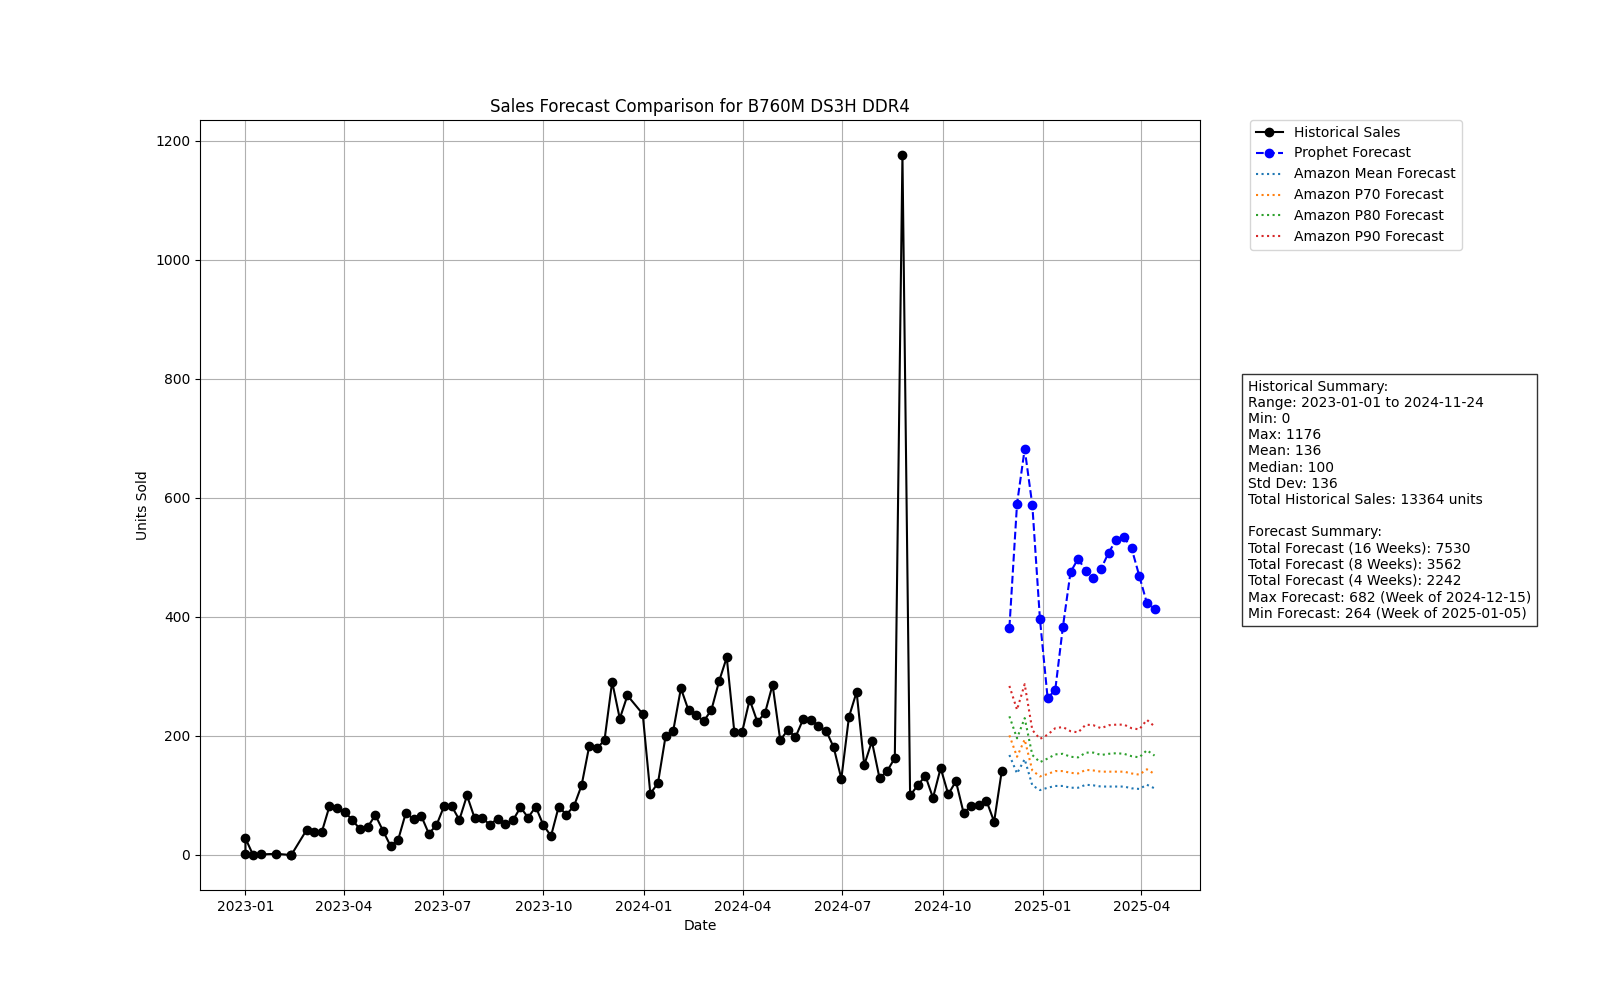 Sales Forecast Comparison for B760M DS3H DDR4
Historical Sales
Prophet Forecast
Amazon Mean Forecast
Amazon P70 Forecast
Amazon P80 Forecast
Amazon P90 Forecast
1200
1000
800
600
400
200
0
Units Sold
2023-01
2023-04
2023-07
2023-10
2024-01
2024-04
2024-07
2024-10
2025-01
2025-04
Date
Historical Summary:
Range: 2023-01-01 to 2024-11-24
Min: 0
Max: 1176
Mean: 136
Median: 100
Std Dev: 136
Total Historical Sales: 13364 units
Forecast Summary:
Total Forecast (16 Weeks): 7530
Total Forecast (8 Weeks): 3562
Total Forecast (4 Weeks): 2242
Max Forecast: 682 (Week of 2024-12-15)
Min Forecast: 264 (Week of 2025-01-05)